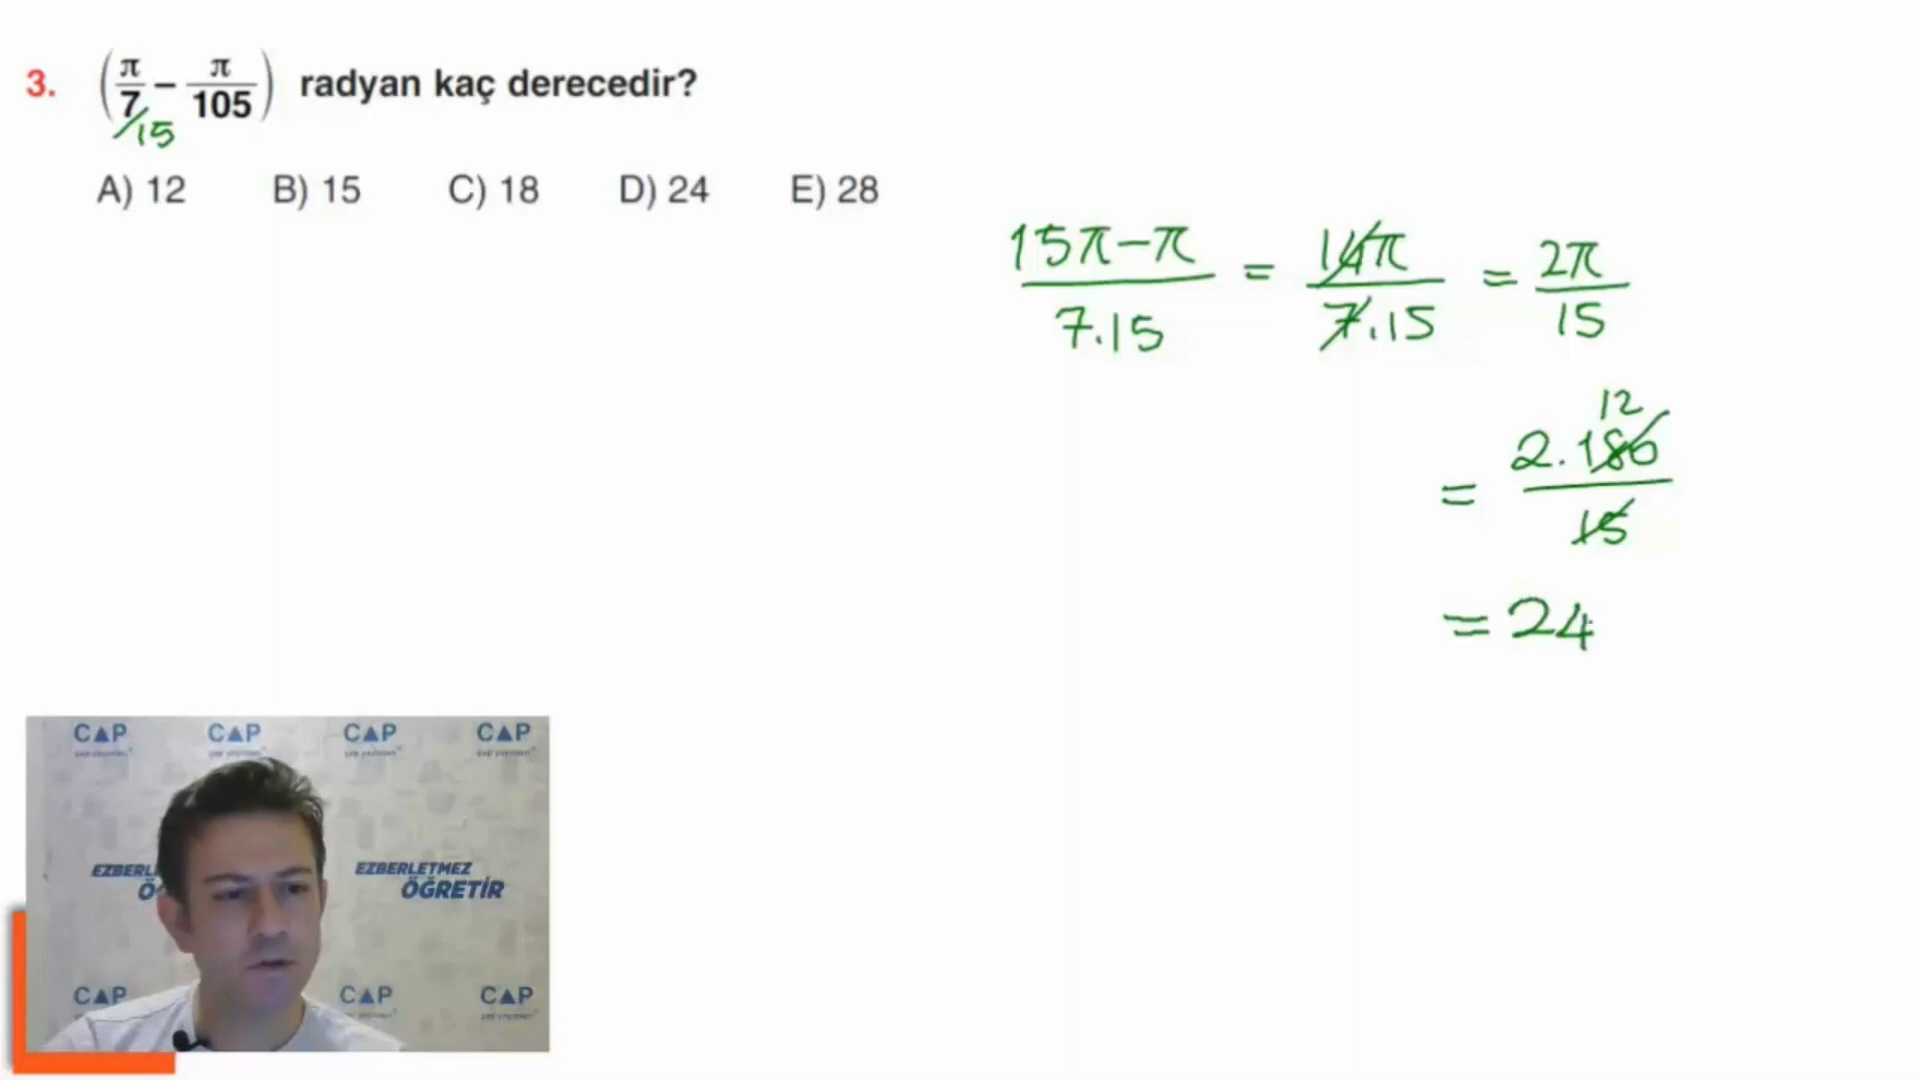 3. (π/7 − π/105) radyan kaç derecedir?
/15
A) 12 B) 15 C) 18 D) 24 E) 28
15π−π/7.15 = 14π/7.15 = 2π/15
12
= 2.180/15
= 24
CAP CAP CAP CAP
EZBERLETMEZ
ÖĞRETİR
CAP CAP CAP